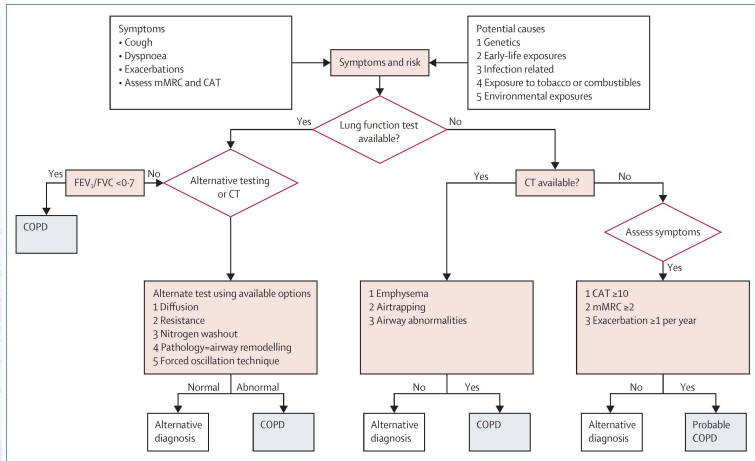 Symptoms
• Cough
• Dyspnoea
• Exacerbations
• Assess mMRC and CAT
Symptoms and risk
Potential causes
1 Genetics
2 Early-life exposures
3 Infection related
4 Exposure to tobacco or combustibles
5 Environmental exposures
Lung function test
available?
Yes
No
Yes
FEV₁/FVC <0·7
No
Alternative testing
or CT
COPD
Yes
CT available?
No
Assess symptoms
Yes
Alternate test using available options
1 Diffusion
2 Resistance
3 Nitrogen washout
4 Pathology=airway remodelling
5 Forced oscillation technique
1 Emphysema
2 Airtrapping
3 Airway abnormalities
1 CAT ≥10
2 mMRC ≥2
3 Exacerbation ≥1 per year
Normal
Abnormal
No
Yes
No
Yes
Alternative
diagnosis
COPD
Alternative
diagnosis
COPD
Alternative
diagnosis
Probable
COPD